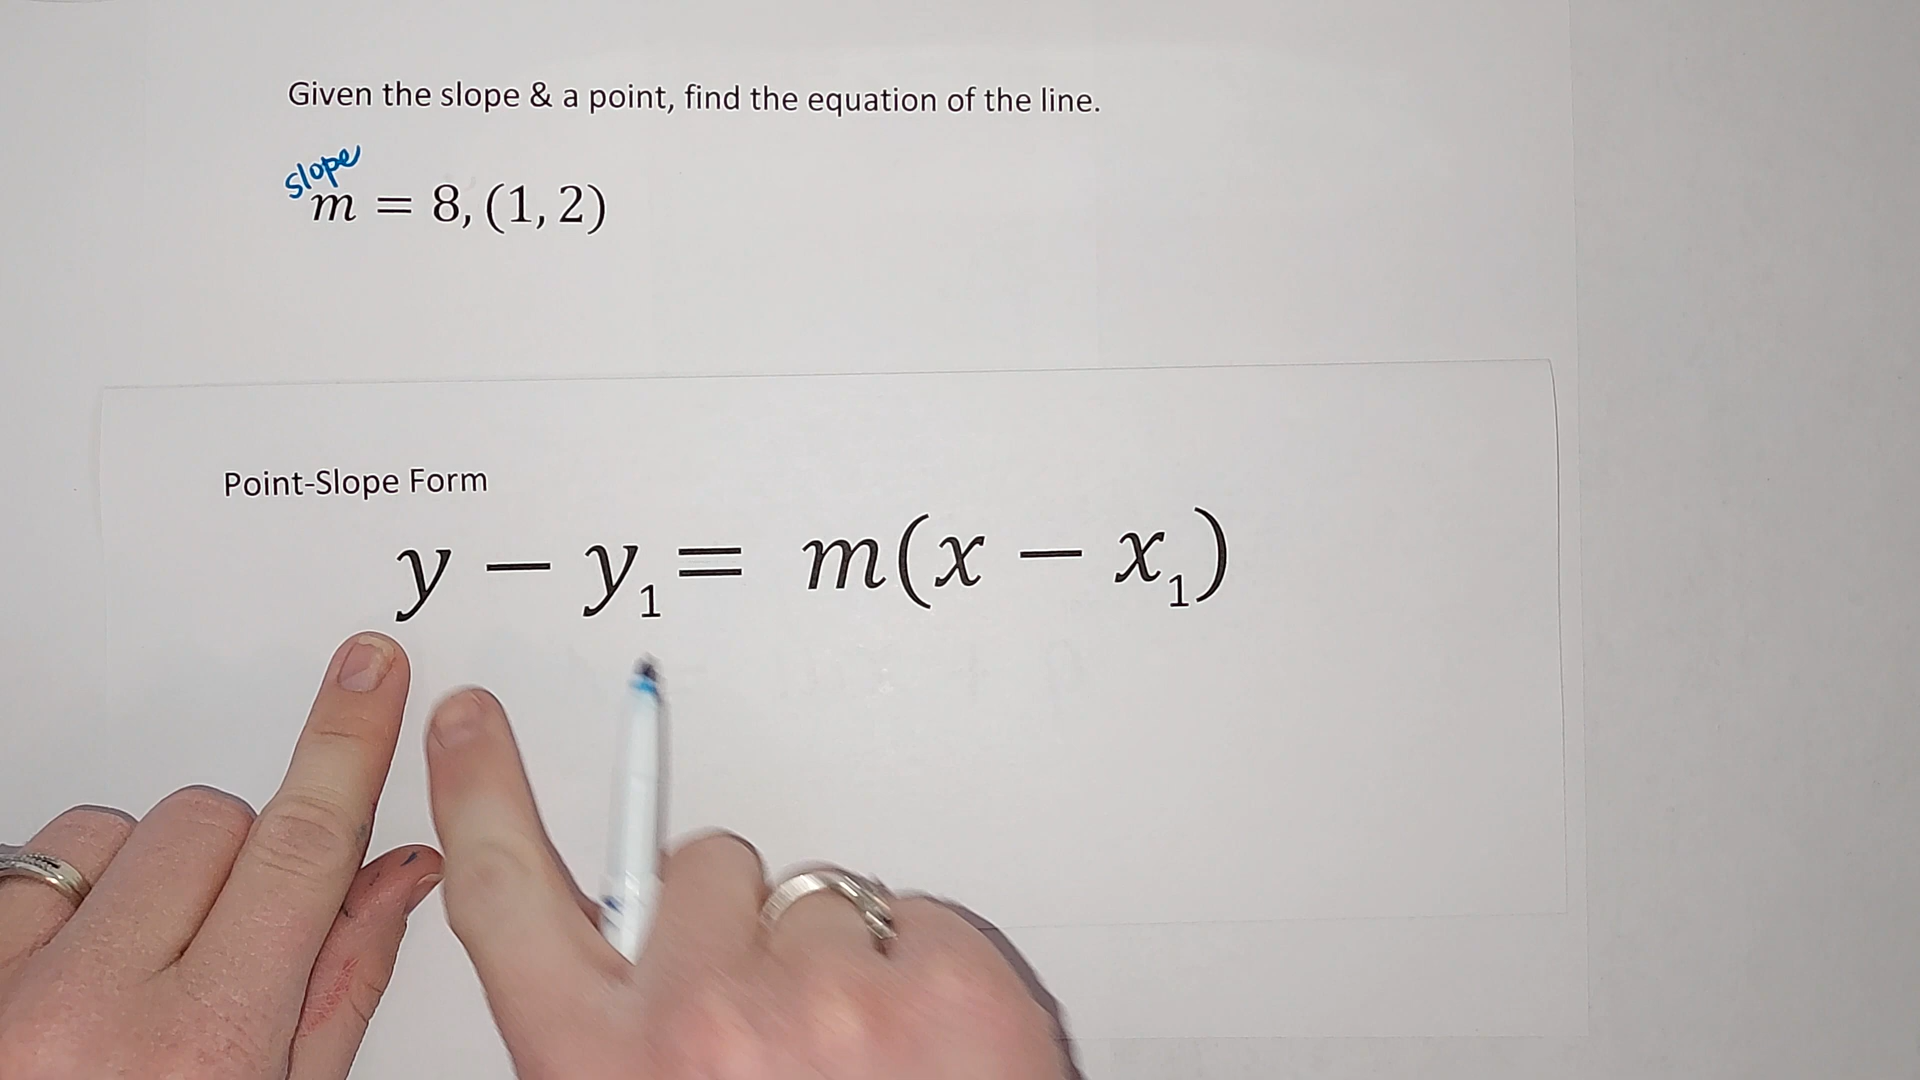 Given the slope & a point, find the equation of the line.
slope
m = 8, (1, 2)
Point-Slope Form
y − y₁ = m(x − x₁)